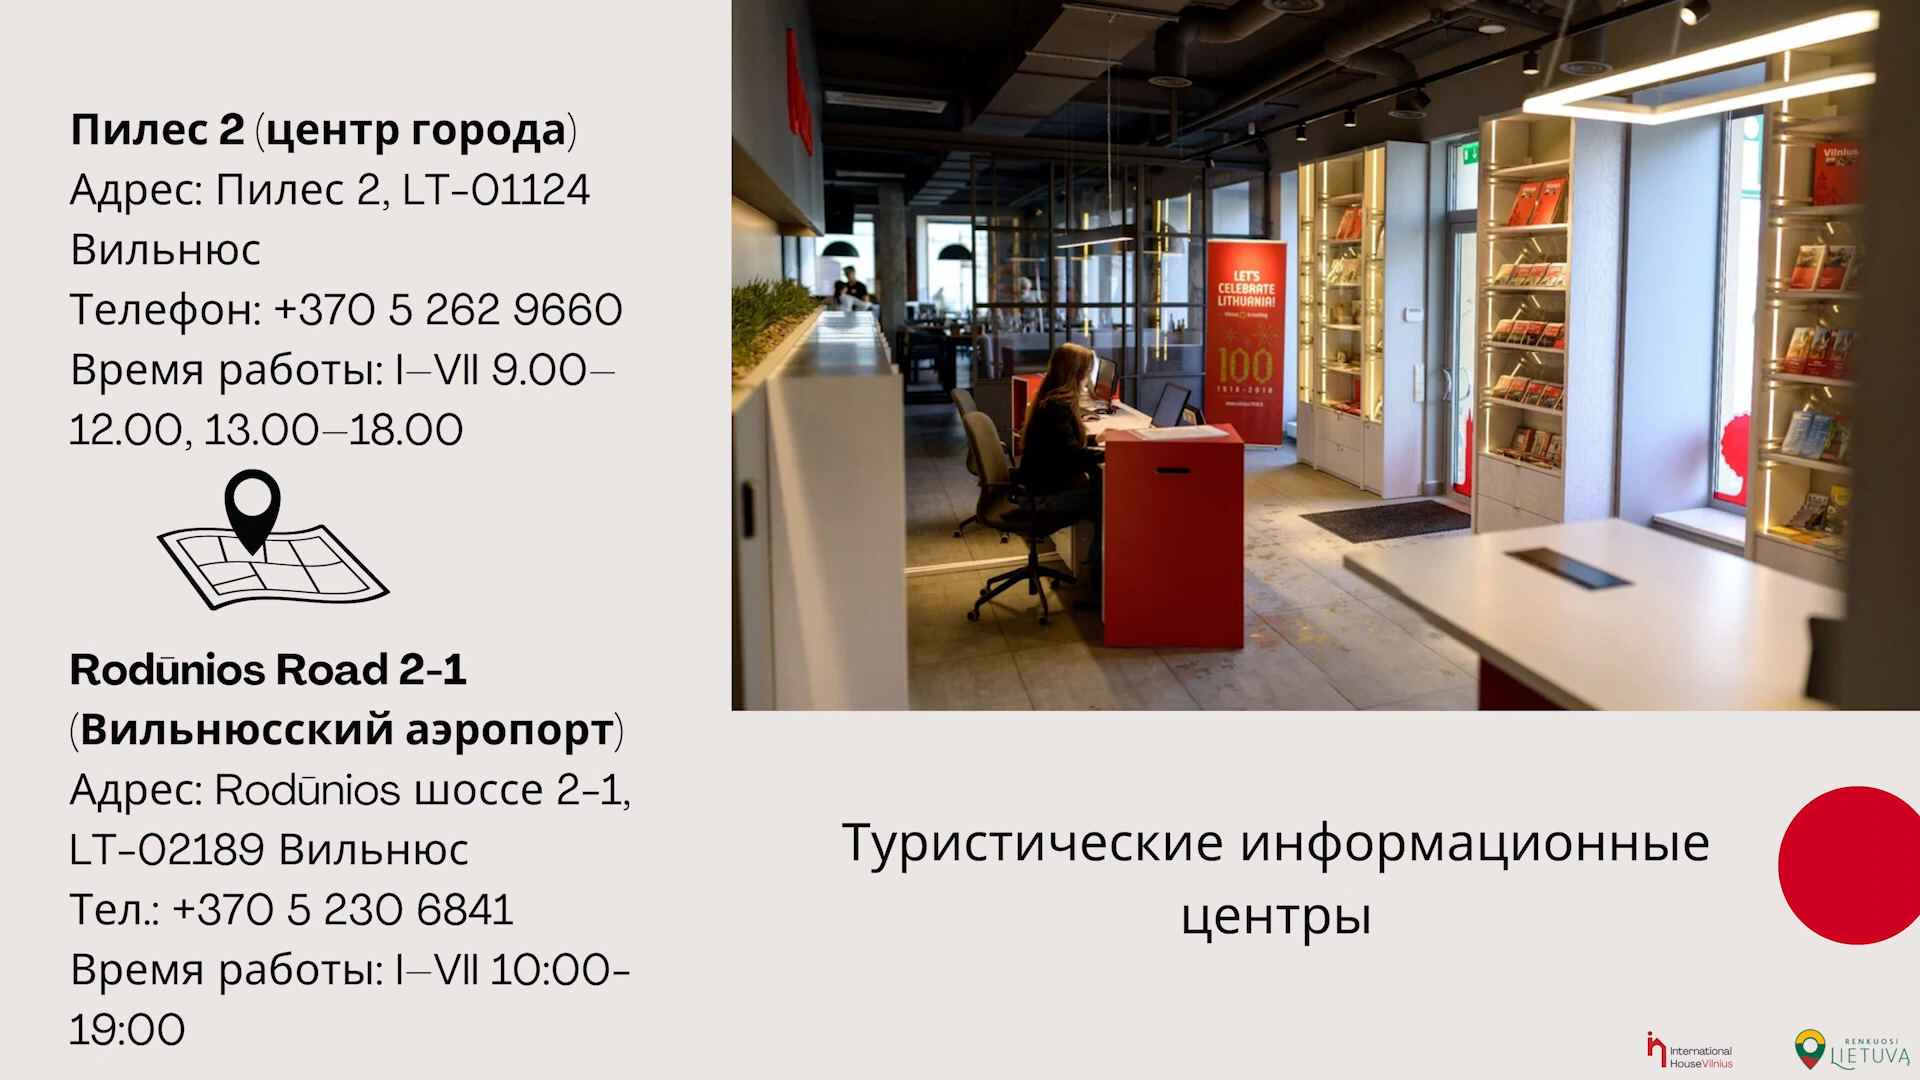 Пилес 2 (центр города)
Адрес: Пилес 2, LT-01124
Вильнюс
Телефон: +370 5 262 9660
Время работы: I–VII 9.00–
12.00, 13.00–18.00
Rodūnios Road 2-1
(Вильнюсский аэропорт)
Адрес: Rodūnios шоссе 2-1,
LT-02189 Вильнюс
Тел.: +370 5 230 6841
Время работы: I–VII 10:00-
19:00
LET'S
CELEBRATE
LITHUANIA!
100
1918-2018
Vilnius
Туристические информационные
центры
International
HouseVilnius
RENKUOSI
LIETUVĄ